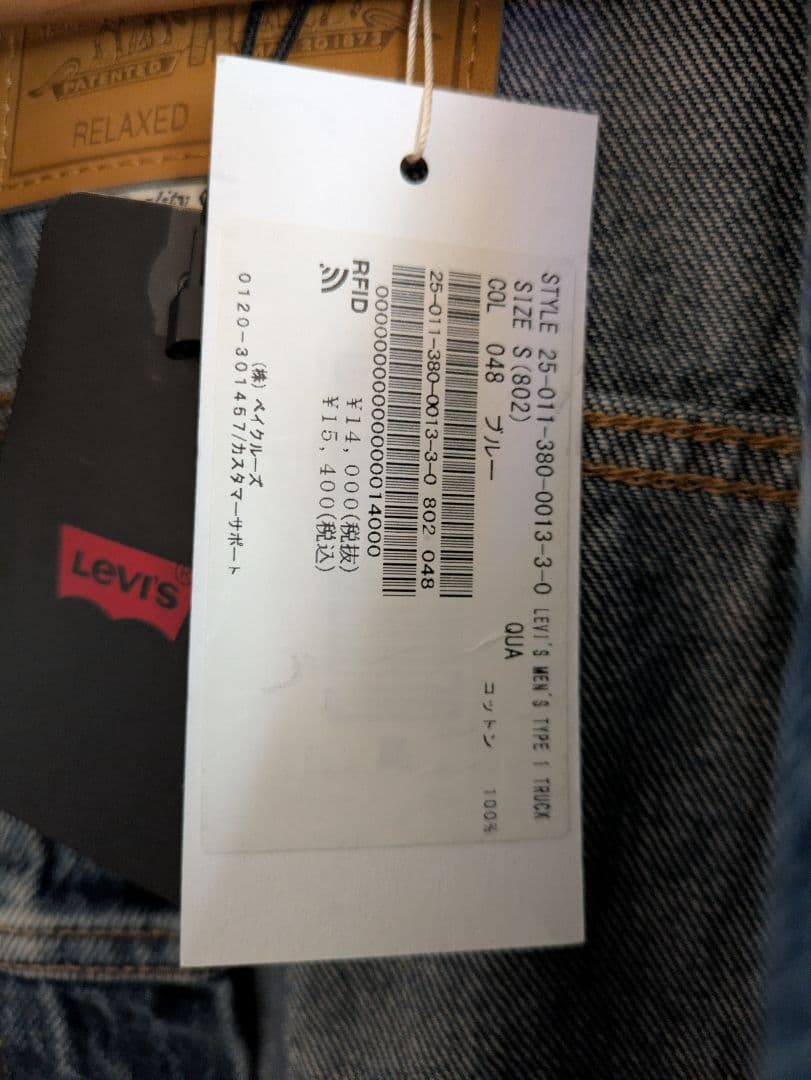 PATENTED
1873
RELAXED
STYLE 25-011-380-0013-3-0 LEVI'S MEN'S TYPE 1 TRUCK
SIZE S(802) QUA
COL 048 ブルー コットン 100%
25-011-380-0013-3-0 802 048
0000000000000000014000
RFID
¥14,000(税抜)
¥15,400(税込)
(株)ベイクルーズ
0120-301457/カスタマーサポート
Levi's®